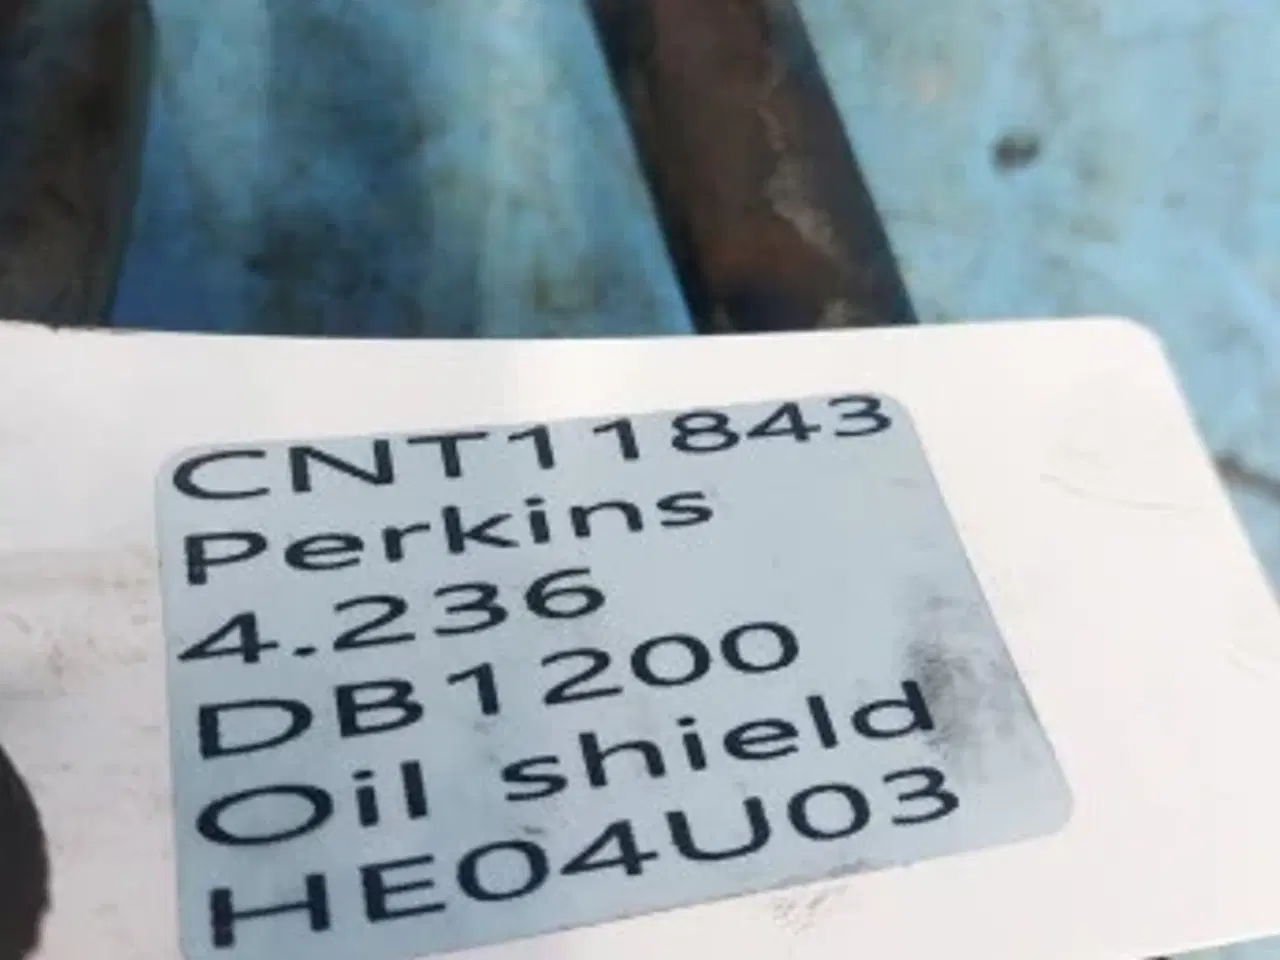 CNT11843
Perkins
4.236
DB1200
Oil shield
HE04U03